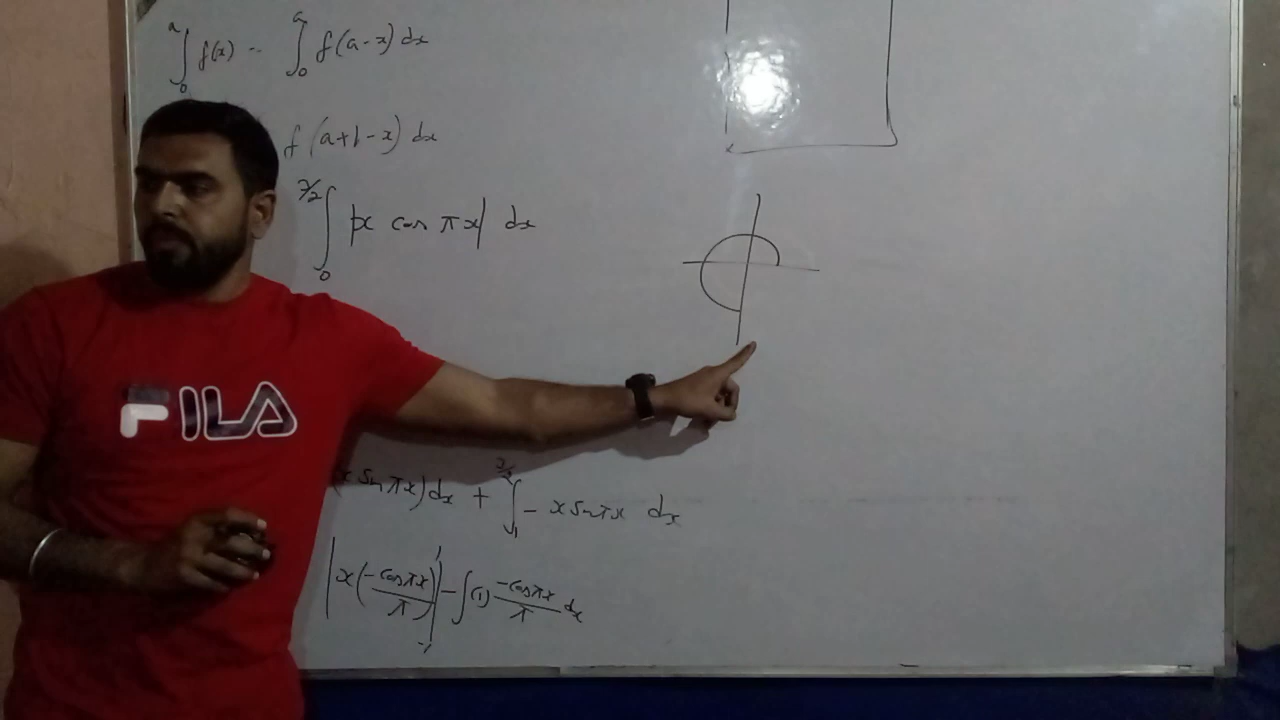 ∫₀ᵃ f(x) - ∫₀ᵃ f(a-x) dx
f(a+b-x) dx
∫₀^{3/2} |x cos πx| dx
FILA
(x sin πx) dx + ∫₁^{3/2} - x sin πx dx
|x(-cos πx/π)|₋₁¹ - ∫(1) -cos πx/π dx